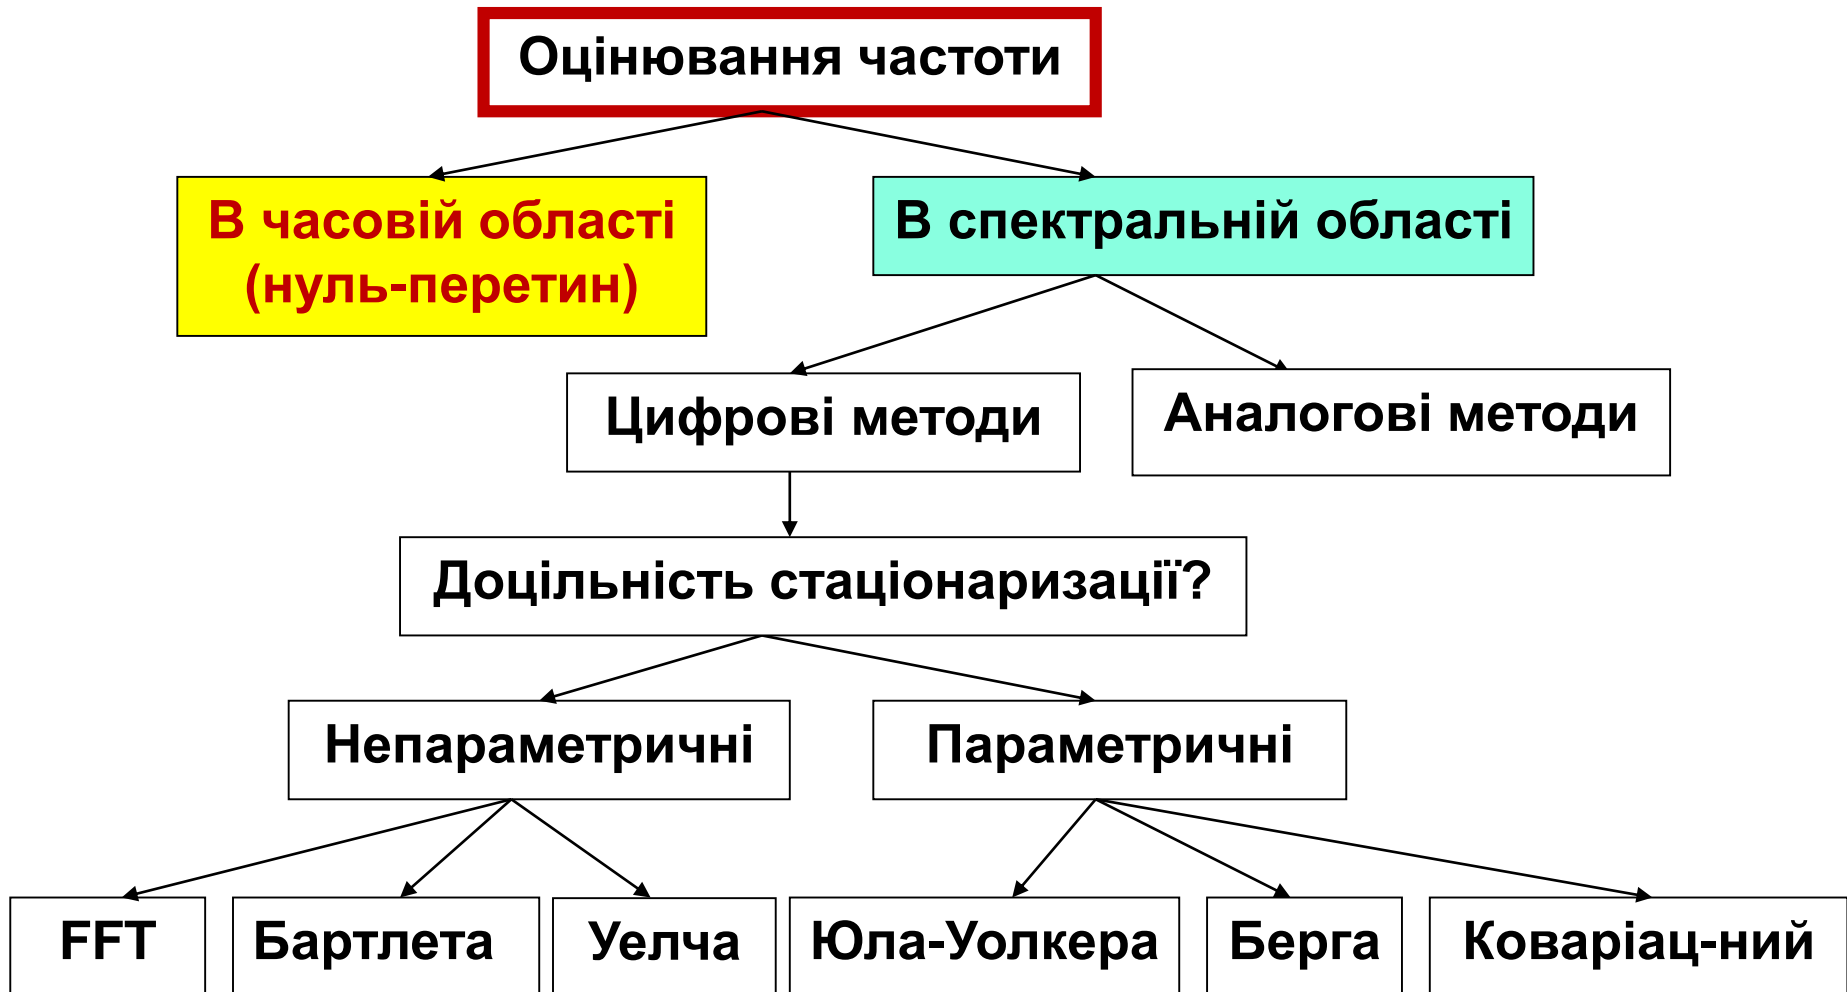 Оцінювання частоти
В часовій області
(нуль-перетин)
В спектральній області
Цифрові методи
Аналогові методи
Доцільність стаціонаризації?
Непараметричні
Параметричні
FFT
Бартлета
Уелча
Юла-Уолкера
Берга
Коваріац-ний